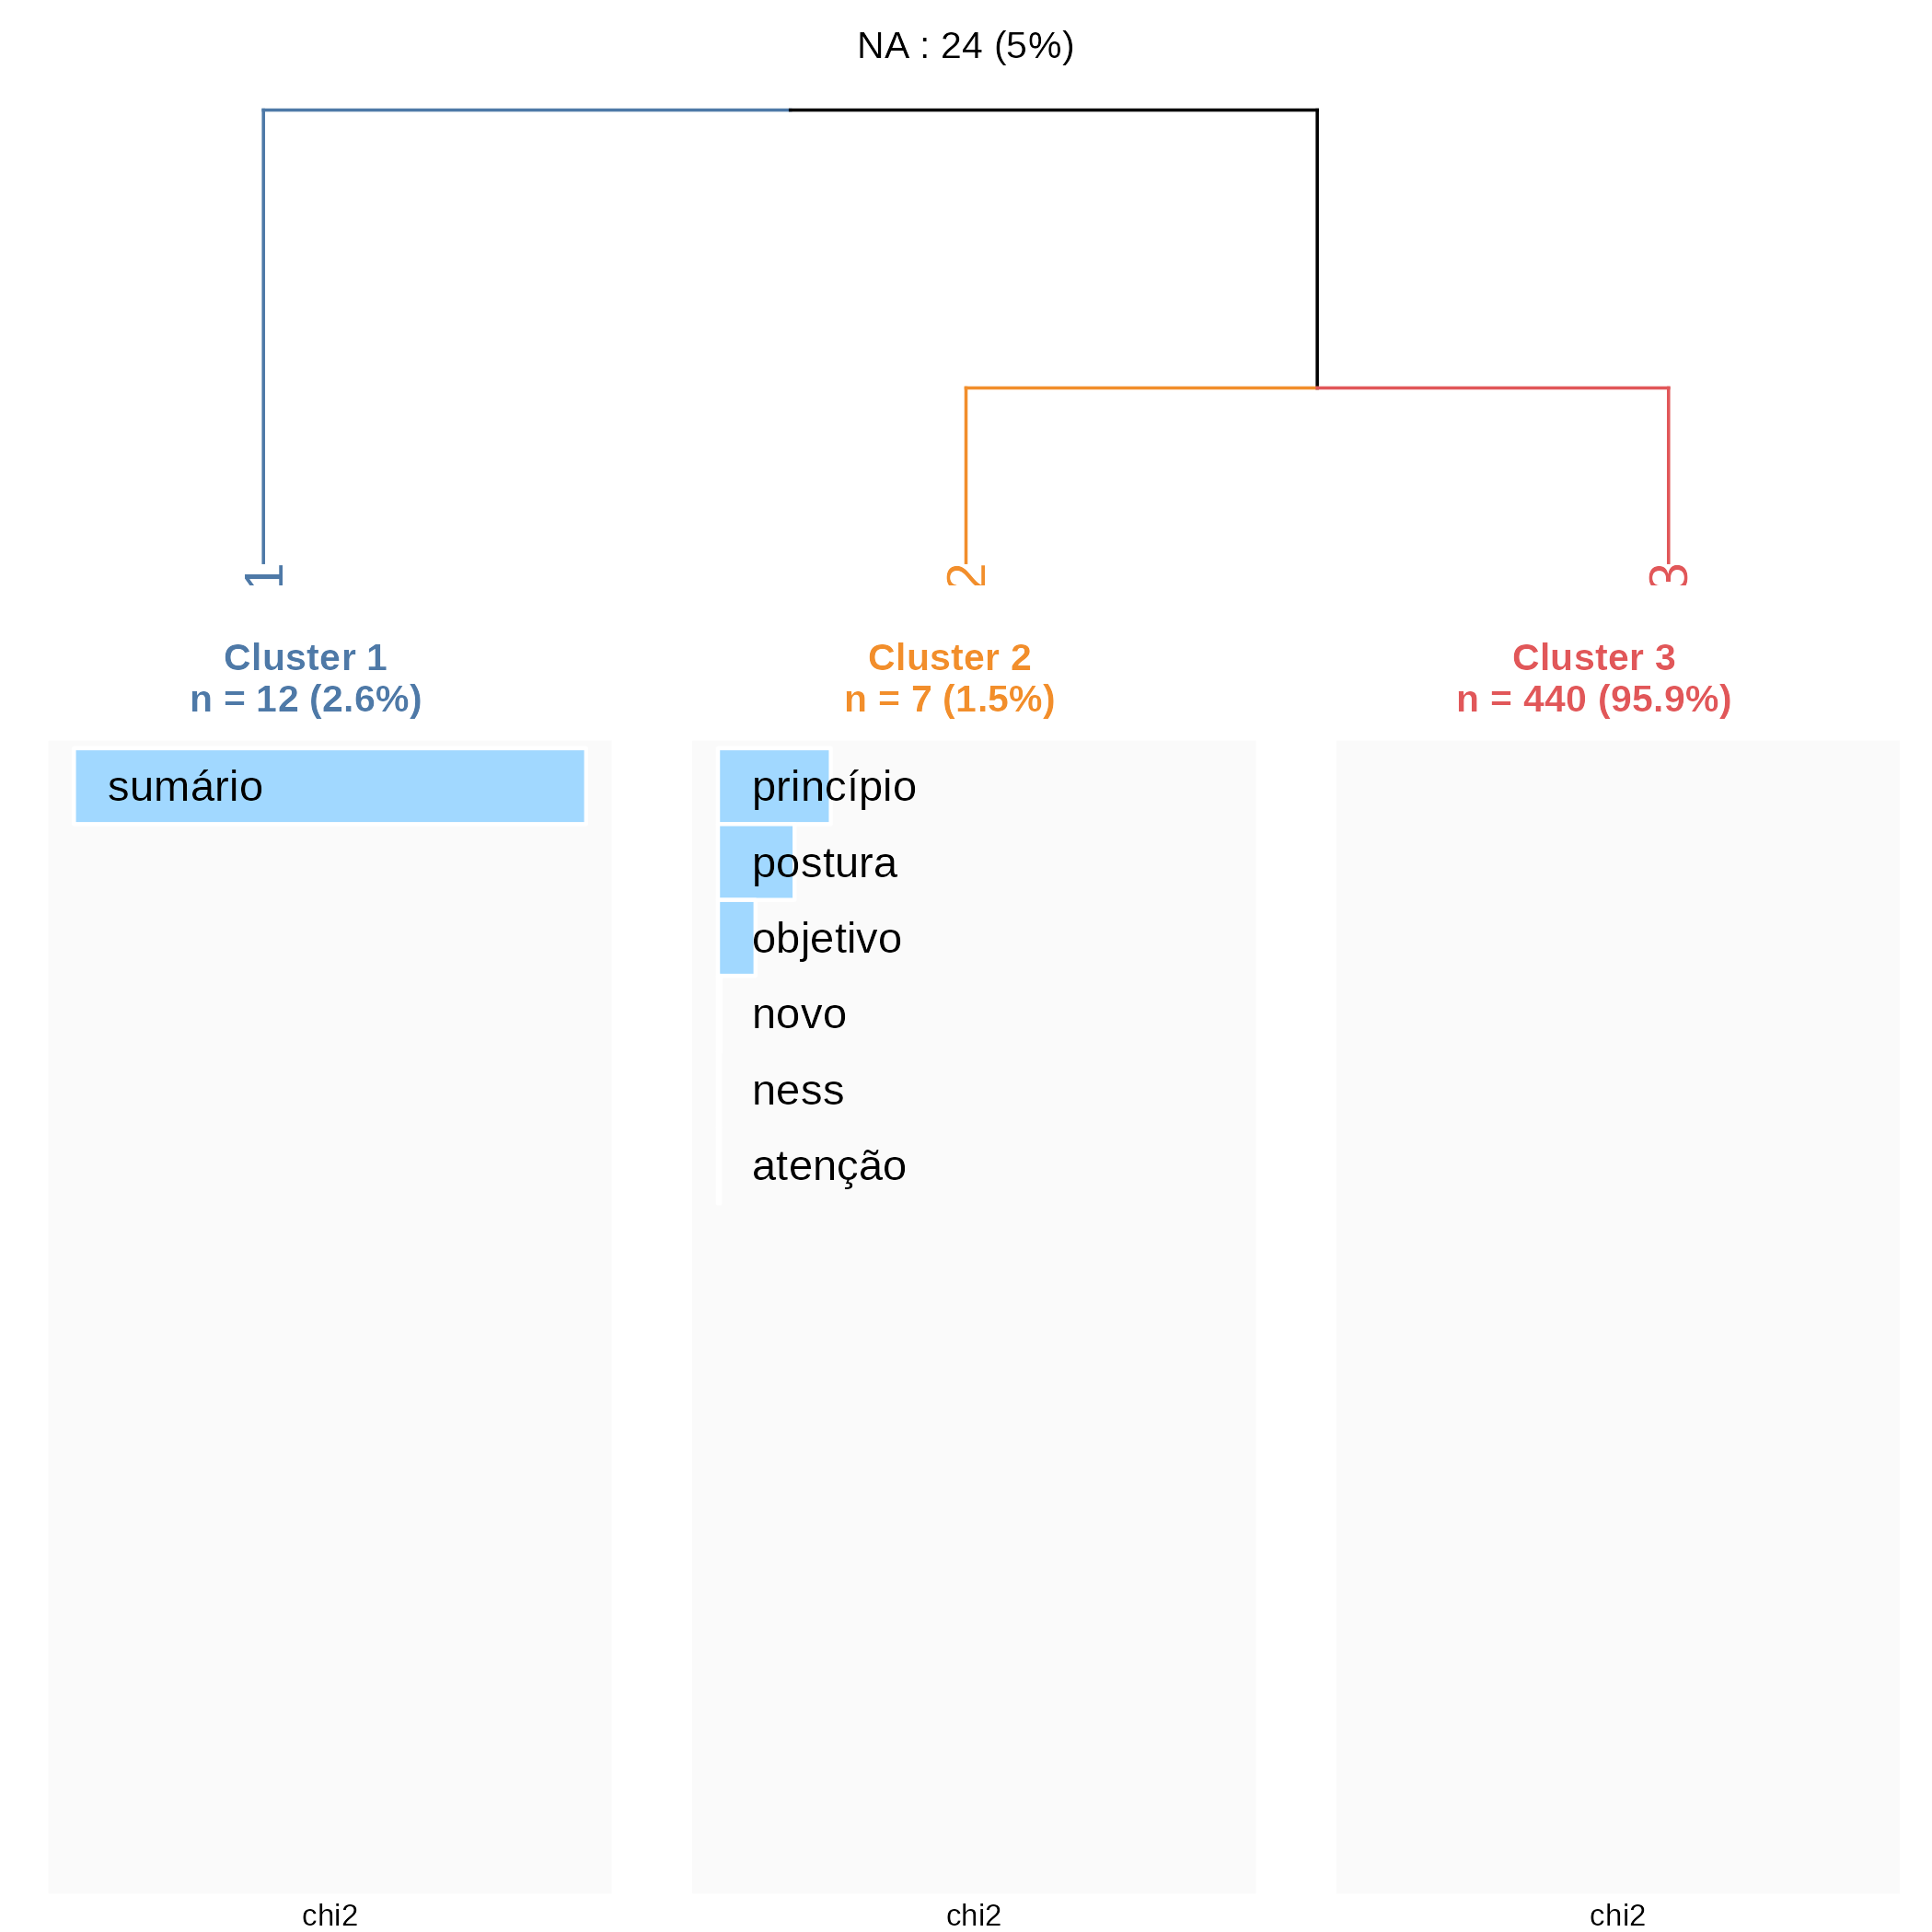 NA : 24 (5%)
1
2
3
Cluster 1
n = 12 (2.6%)
Cluster 2
n = 7 (1.5%)
Cluster 3
n = 440 (95.9%)
sumário
princípio
postura
objetivo
novo
ness
atenção
chi2
chi2
chi2